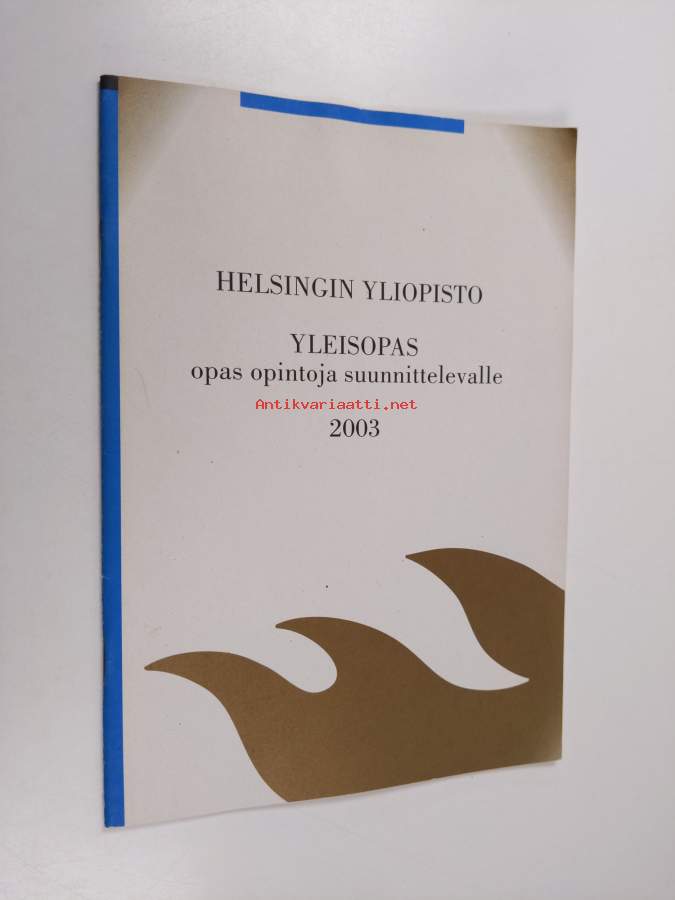 HELSINGIN YLIOPISTO
YLEISOPAS
opas opintoja suunnittelevalle
Antikvariaatti.net
2003